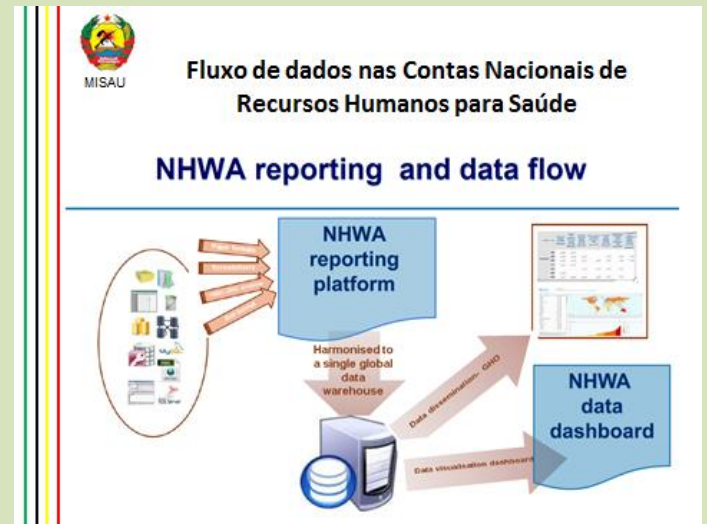 MISAU
Fluxo de dados nas Contas Nacionais de
Recursos Humanos para Saúde
NHWA reporting and data flow
NHWA
reporting
platform
Harmonised to
a single global
data
warehouse
Data dissemination- GHO
NHWA
data
dashboard
Data visualisation dashboard